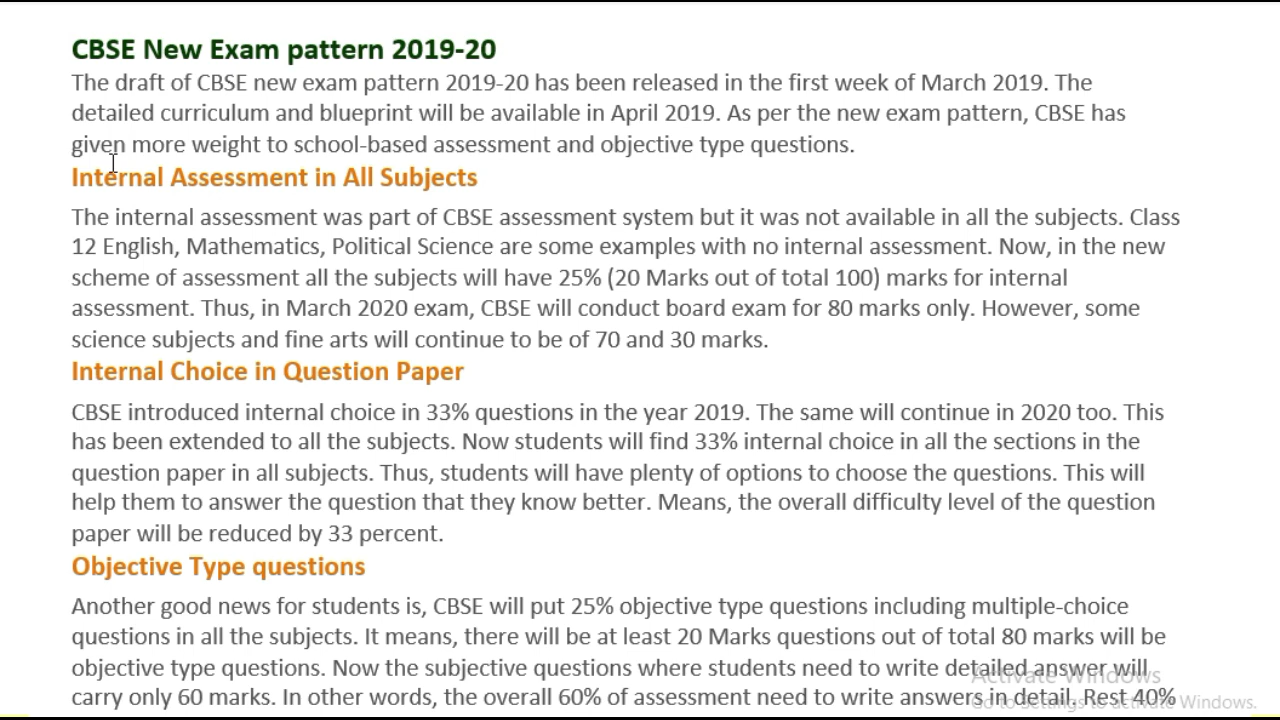 CBSE New Exam pattern 2019-20
The draft of CBSE new exam pattern 2019-20 has been released in the first week of March 2019. The
detailed curriculum and blueprint will be available in April 2019. As per the new exam pattern, CBSE has
given more weight to school-based assessment and objective type questions.
Internal Assessment in All Subjects
The internal assessment was part of CBSE assessment system but it was not available in all the subjects. Class
12 English, Mathematics, Political Science are some examples with no internal assessment. Now, in the new
scheme of assessment all the subjects will have 25% (20 Marks out of total 100) marks for internal
assessment. Thus, in March 2020 exam, CBSE will conduct board exam for 80 marks only. However, some
science subjects and fine arts will continue to be of 70 and 30 marks.
Internal Choice in Question Paper
CBSE introduced internal choice in 33% questions in the year 2019. The same will continue in 2020 too. This
has been extended to all the subjects. Now students will find 33% internal choice in all the sections in the
question paper in all subjects. Thus, students will have plenty of options to choose the questions. This will
help them to answer the question that they know better. Means, the overall difficulty level of the question
paper will be reduced by 33 percent.
Objective Type questions
Another good news for students is, CBSE will put 25% objective type questions including multiple-choice
questions in all the subjects. It means, there will be at least 20 Marks questions out of total 80 marks will be
objective type questions. Now the subjective questions where students need to write detailed answer will
Activate Windows
carry only 60 marks. In other words, the overall 60% of assessment need to write answers in detail. Rest 40%
Go to Settings to activate Windows.